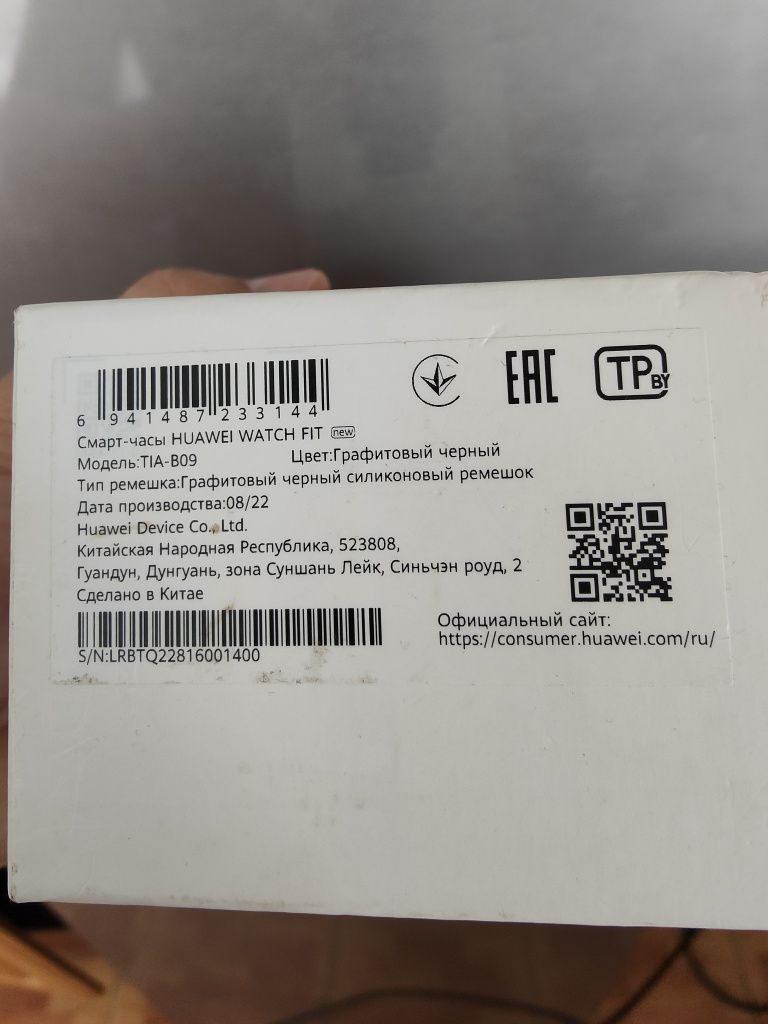 EAC TP BY
6 941487 233144
Смарт-часы HUAWEI WATCH FIT new
Модель:TIA-B09 Цвет:Графитовый черный
Тип ремешка:Графитовый черный силиконовый ремешок
Дата производства:08/22
Huawei Device Co., Ltd.
Китайская Народная Республика, 523808,
Гуандун, Дунгуань, зона Суншань Лейк, Синьчэн роуд, 2
Сделано в Китае
Официальный сайт:
https://consumer.huawei.com/ru/
S/N:LRBTQ22816001400